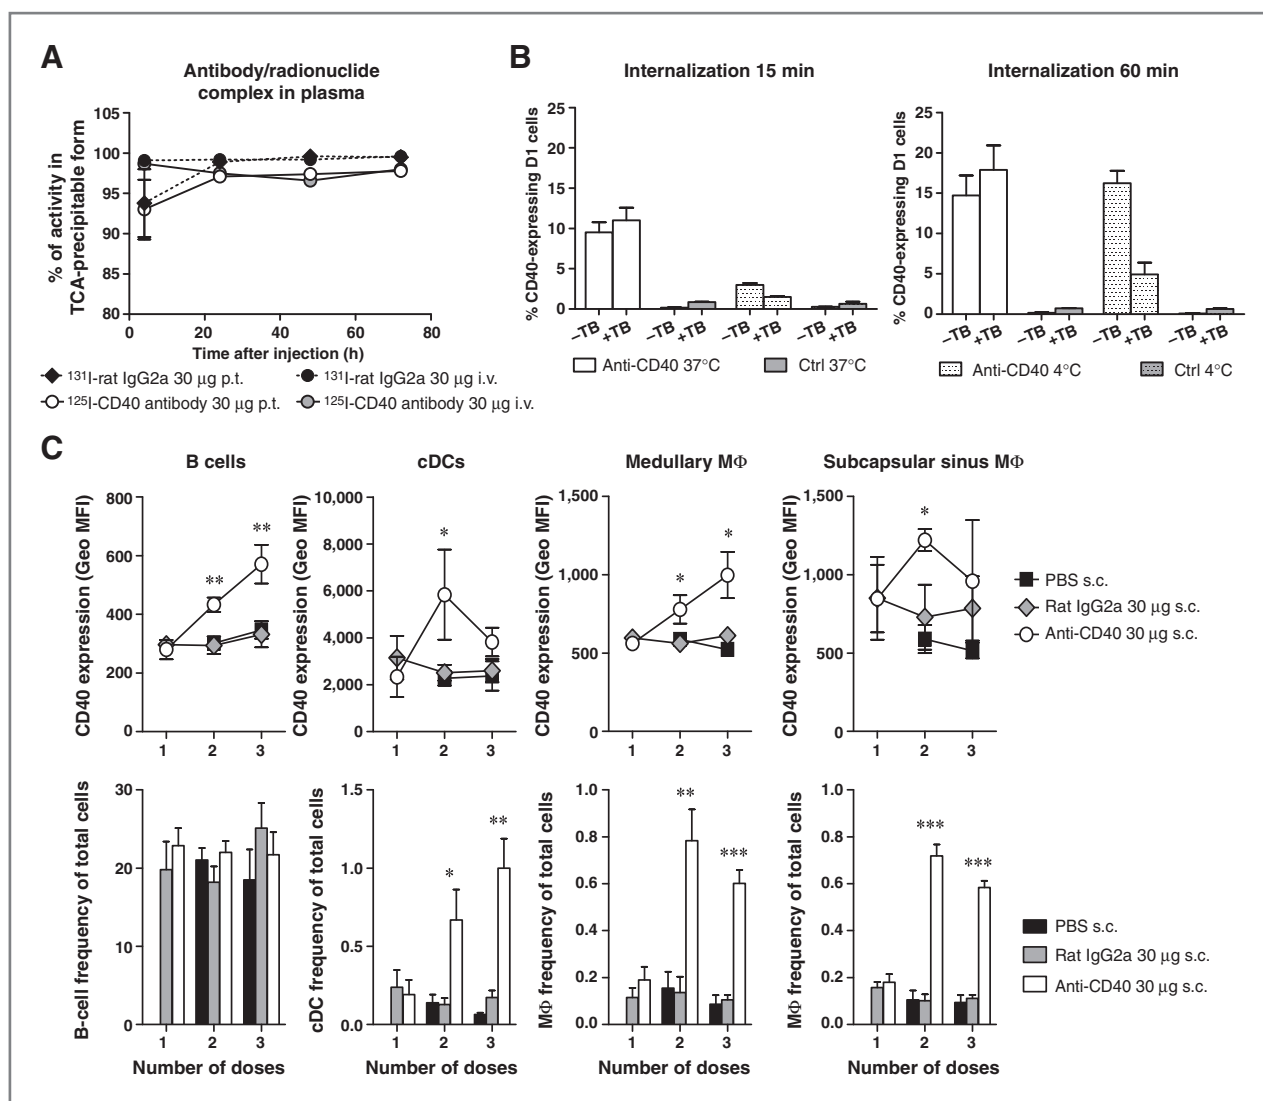 A
Antibody/radionuclide
complex in plasma
% of activity in
TCA-precipitable form
105
100
95
90
85
80
0 20 40 60 80
Time after injection (h)
131I-rat IgG2a 30 μg p.t.
131I-rat IgG2a 30 μg i.v.
125I-CD40 antibody 30 μg p.t.
125I-CD40 antibody 30 μg i.v.
B
Internalization 15 min
% CD40-expressing D1 cells
25
20
15
10
5
0
–TB +TB –TB +TB –TB +TB –TB +TB
Internalization 60 min
% CD40-expressing D1 cells
25
20
15
10
5
0
–TB +TB –TB +TB –TB +TB –TB +TB
Anti-CD40 37°C
Ctrl 37°C
Anti-CD40 4°C
Ctrl 4°C
C
B cells
CD40 expression (Geo MFI)
800
600
400
200
0
** **
1 2 3
cDCs
CD40 expression (Geo MFI)
10,000
8,000
6,000
4,000
2,000
0
*
1 2 3
Medullary MΦ
CD40 expression (Geo MFI)
1,500
1,000
500
0
* *
1 2 3
Subcapsular sinus MΦ
CD40 expression (Geo MFI)
1,500
1,000
500
0
*
1 2 3
PBS s.c.
Rat IgG2a 30 μg s.c.
Anti-CD40 30 μg s.c.
B-cell frequency of total cells
30
20
10
0
1 2 3
Number of doses
cDC frequency of total cells
1.5
1.0
0.5
0.0
* **
1 2 3
Number of doses
MΦ frequency of total cells
1.0
0.8
0.6
0.4
0.2
0.0
** ***
1 2 3
Number of doses
MΦ frequency of total cells
1.0
0.8
0.6
0.4
0.2
0.0
*** ***
1 2 3
Number of doses
PBS s.c.
Rat IgG2a 30 μg s.c.
Anti-CD40 30 μg s.c.